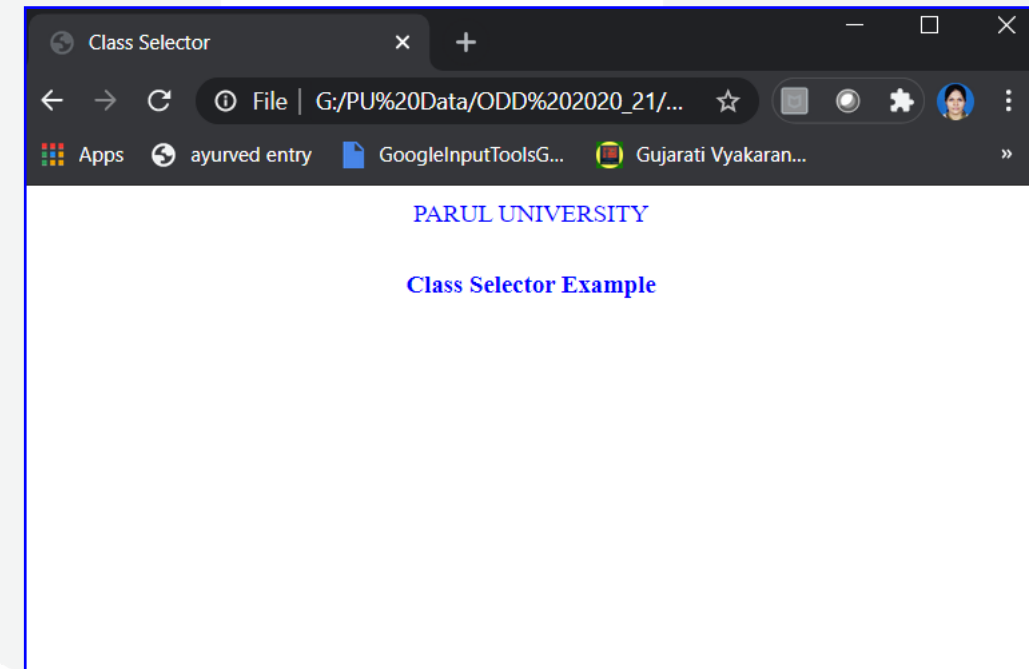 Class Selector
File | G:/PU%20Data/ODD%202020_21/...
Apps ayurved entry GoogleInputToolsG... Gujarati Vyakaran... »
PARUL UNIVERSITY
Class Selector Example